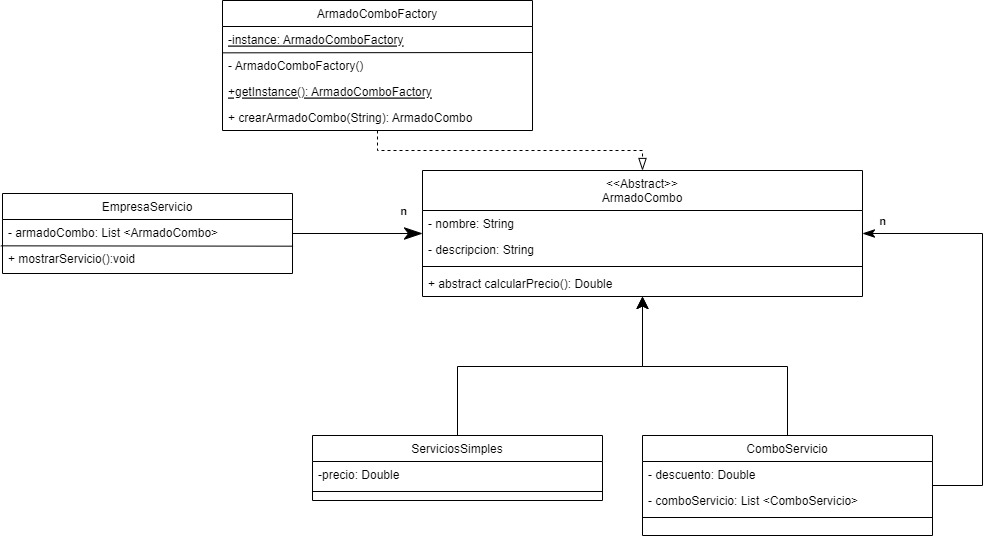 ArmadoComboFactory
-instance: ArmadoComboFactory
- ArmadoComboFactory()
+getInstance(): ArmadoComboFactory
+ crearArmadoCombo(String): ArmadoCombo
<<Abstract>>
ArmadoCombo
- nombre: String
- descripcion: String
+ abstract calcularPrecio(): Double
EmpresaServicio
- armadoCombo: List <ArmadoCombo>
+ mostrarServicio():void
n
n
ServiciosSimples
-precio: Double
ComboServicio
- descuento: Double
- comboServicio: List <ComboServicio>